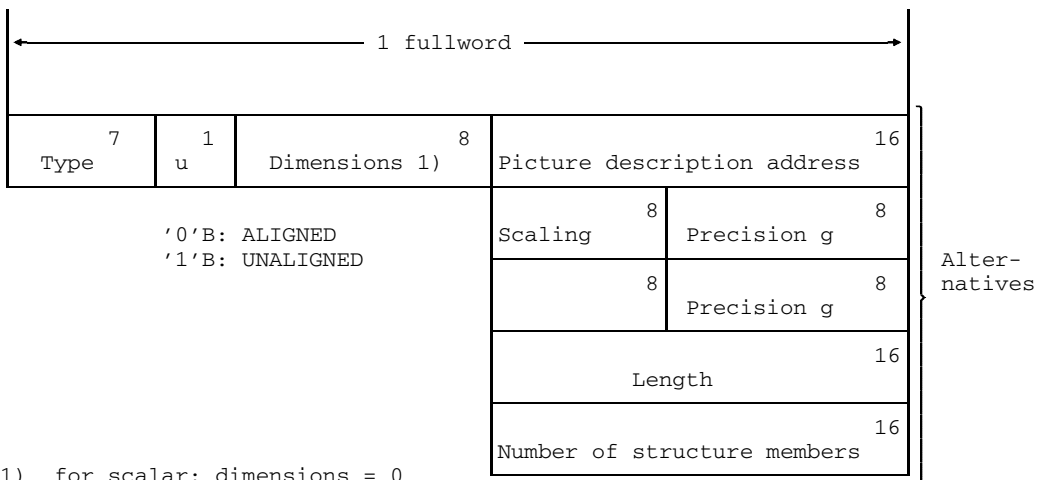 1 fullword
7 1 8 16
Type u Dimensions 1) Picture description address
8 8
'0'B: ALIGNED Scaling Precision g
'1'B: UNALIGNED Alter-
8 8 natives
Precision g
16
Length
16
Number of structure members
1) for scalar: dimensions = 0